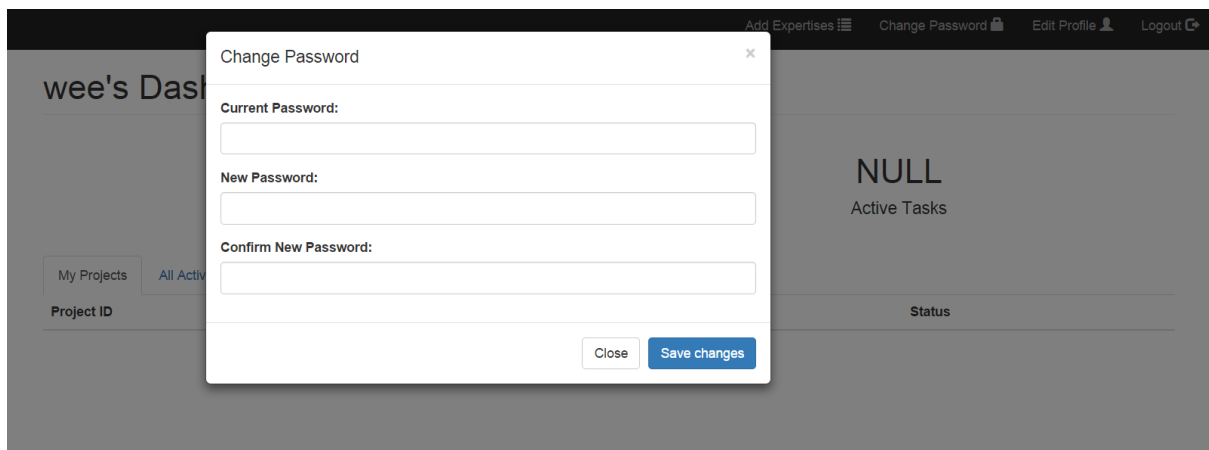 Add Expertises Change Password Edit Profile Logout
Change Password ×
wee's Dash
Current Password:
New Password:
NULL
Active Tasks
Confirm New Password:
My Projects All Activ
Project ID Status
Close Save changes